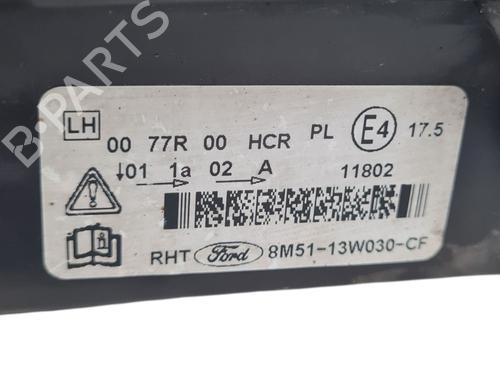 B-PARTS
LH
00 77R 00 HCR PL E4 17.5
↓01 1a 02 A 11802
RHT Ford 8M51-13W030-CF